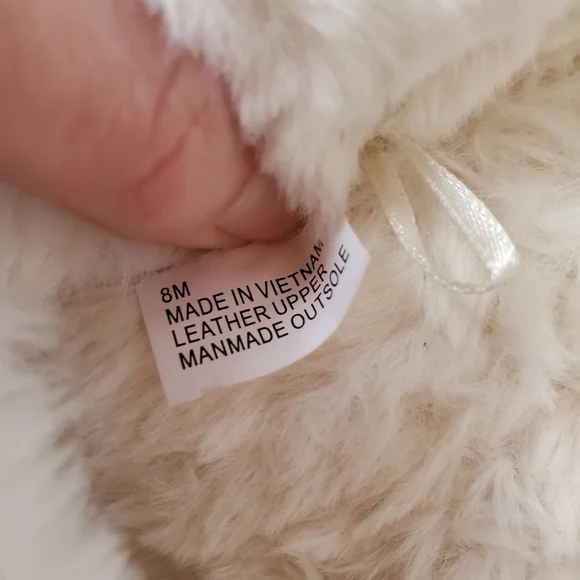 8M
MADE IN VIETNAM
LEATHER UPPER
MANMADE OUTSOLE